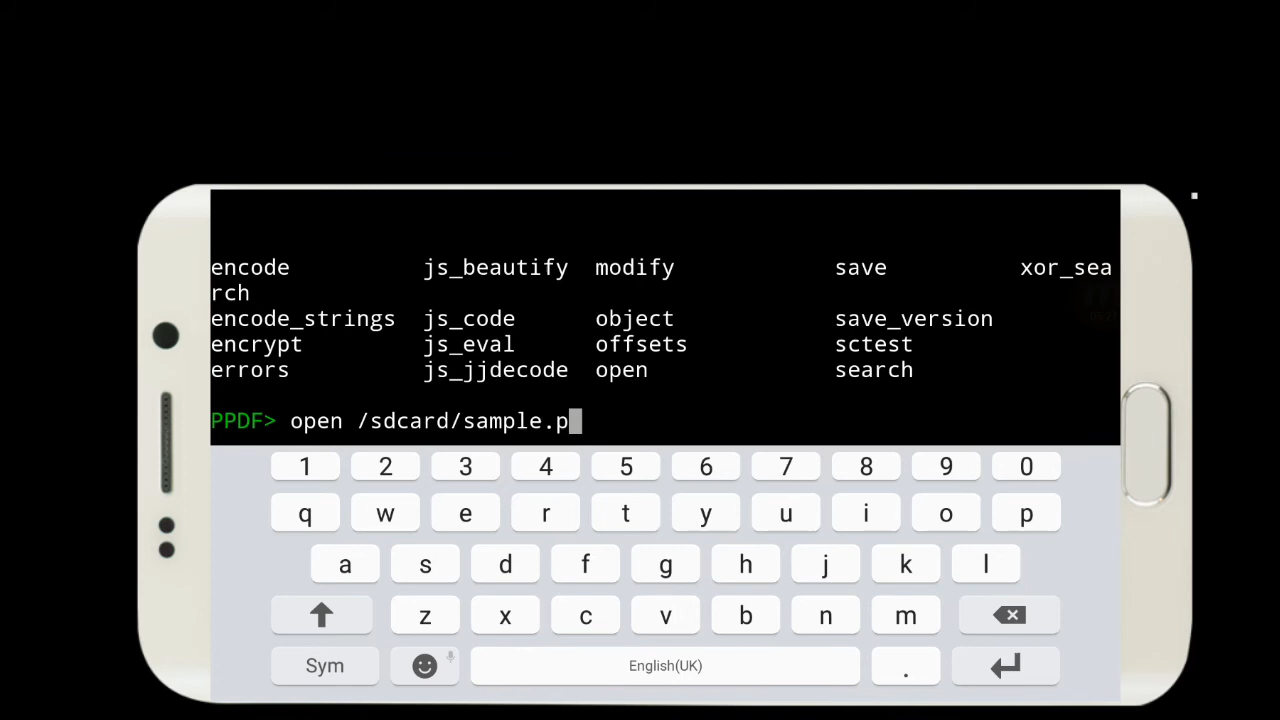 encode js_beautify modify save xor_sea
rch
encode_strings js_code object save_version
encrypt js_eval offsets sctest
errors js_jjdecode open search
PPDF> open /sdcard/sample.p
1 2 3 4 5 6 7 8 9 0
q w e r t y u i o p
a s d f g h j k l
z x c v b n m
Sym English(UK) .